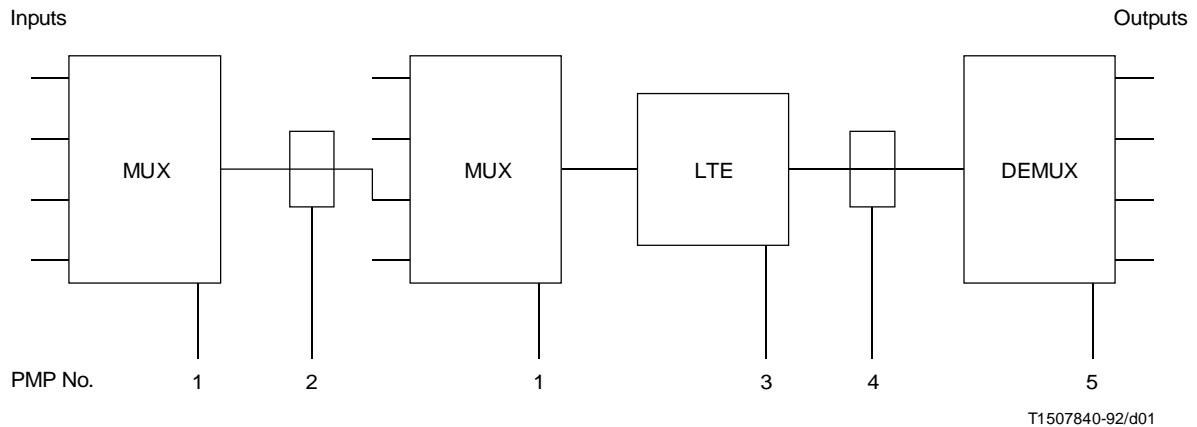 Inputs
Outputs
MUX
MUX
LTE
DEMUX
PMP No.
1
2
1
3
4
5
T1507840-92/d01